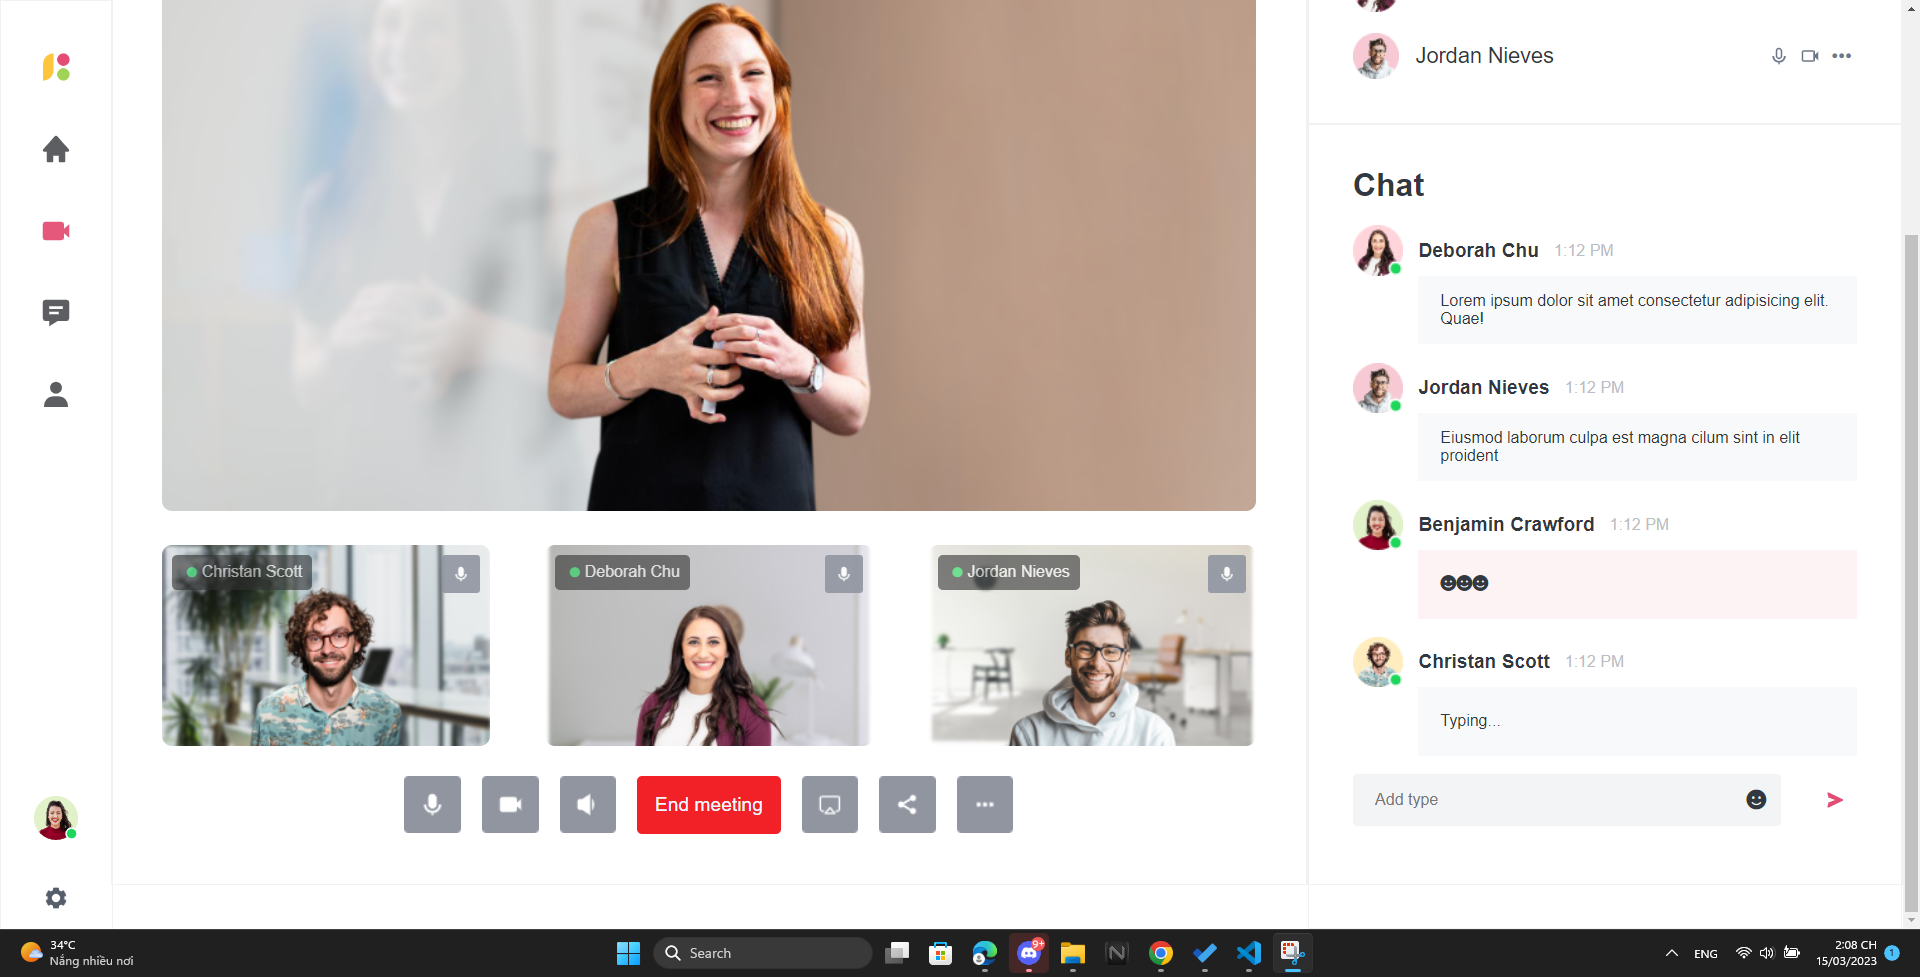 Jordan Nieves
Chat
Deborah Chu 1:12 PM
Lorem ipsum dolor sit amet consectetur adipisicing elit.
Quae!
Jordan Nieves 1:12 PM
Eiusmod laborum culpa est magna cilum sint in elit
proident
Benjamin Crawford 1:12 PM
Christan Scott 1:12 PM
Typing...
Add type
Christan Scott
Deborah Chu
Jordan Nieves
End meeting
34°C
Nắng nhiều nơi
Search
9+
N
ENG
2:08 CH
15/03/2023
1